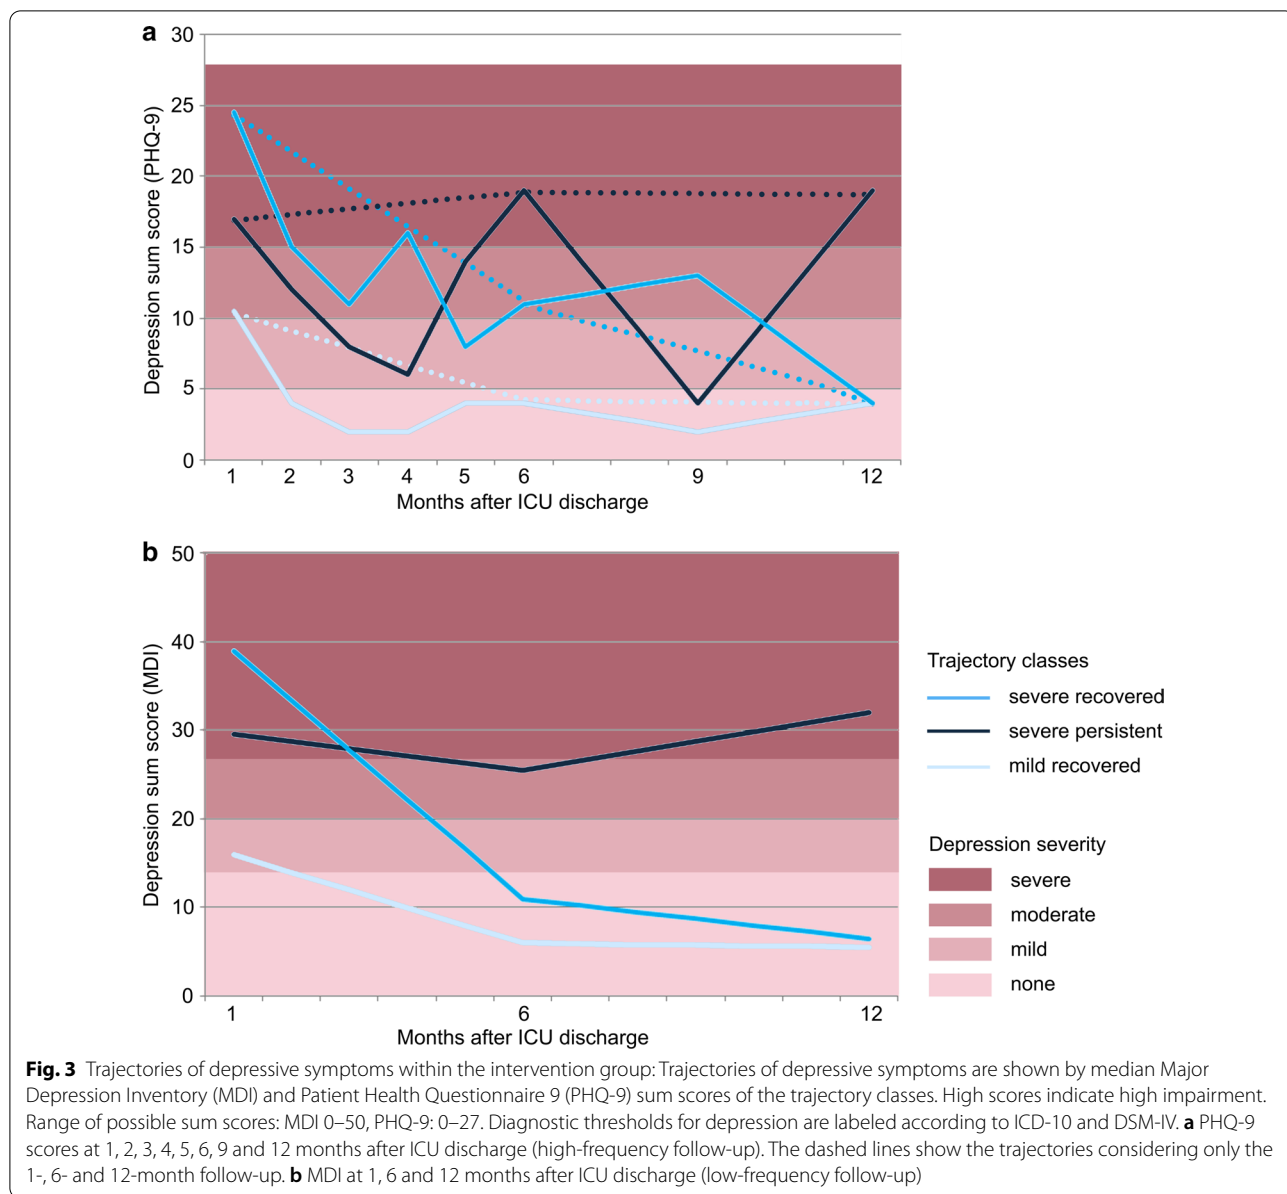 a
30
25
20
15
10
5
0
Depression sum score (PHQ-9)
1 2 3 4 5 6 9 12
Months after ICU discharge
b
50
40
30
20
10
0
Depression sum score (MDI)
1 6 12
Months after ICU discharge
Trajectory classes
severe recovered
severe persistent
mild recovered
Depression severity
severe
moderate
mild
none
Fig. 3 Trajectories of depressive symptoms within the intervention group: Trajectories of depressive symptoms are shown by median Major
Depression Inventory (MDI) and Patient Health Questionnaire 9 (PHQ-9) sum scores of the trajectory classes. High scores indicate high impairment.
Range of possible sum scores: MDI 0–50, PHQ-9: 0–27. Diagnostic thresholds for depression are labeled according to ICD-10 and DSM-IV. a PHQ-9
scores at 1, 2, 3, 4, 5, 6, 9 and 12 months after ICU discharge (high-frequency follow-up). The dashed lines show the trajectories considering only the
1-, 6- and 12-month follow-up. b MDI at 1, 6 and 12 months after ICU discharge (low-frequency follow-up)